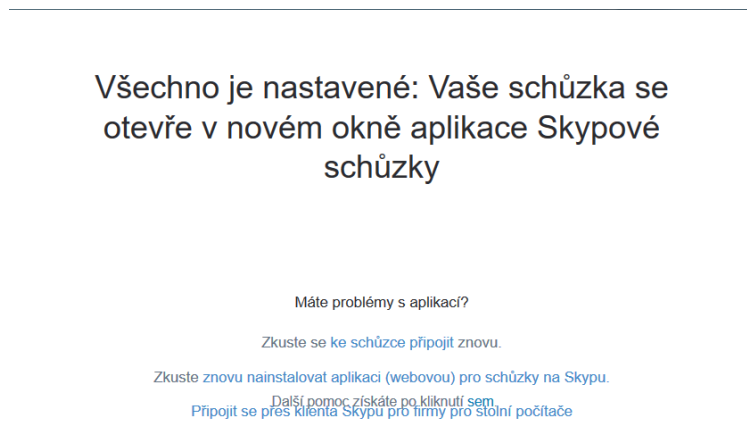 Všechno je nastavené: Vaše schůzka se
otevře v novém okně aplikace Skypové
schůzky
Máte problémy s aplikací?
Zkuste se ke schůzce připojit znovu.
Zkuste znovu nainstalovat aplikaci (webovou) pro schůzky na Skypu.
Další pomoc získáte po kliknutí sem
Připojit se přes klienta Skypu pro firmy pro stolní počítače